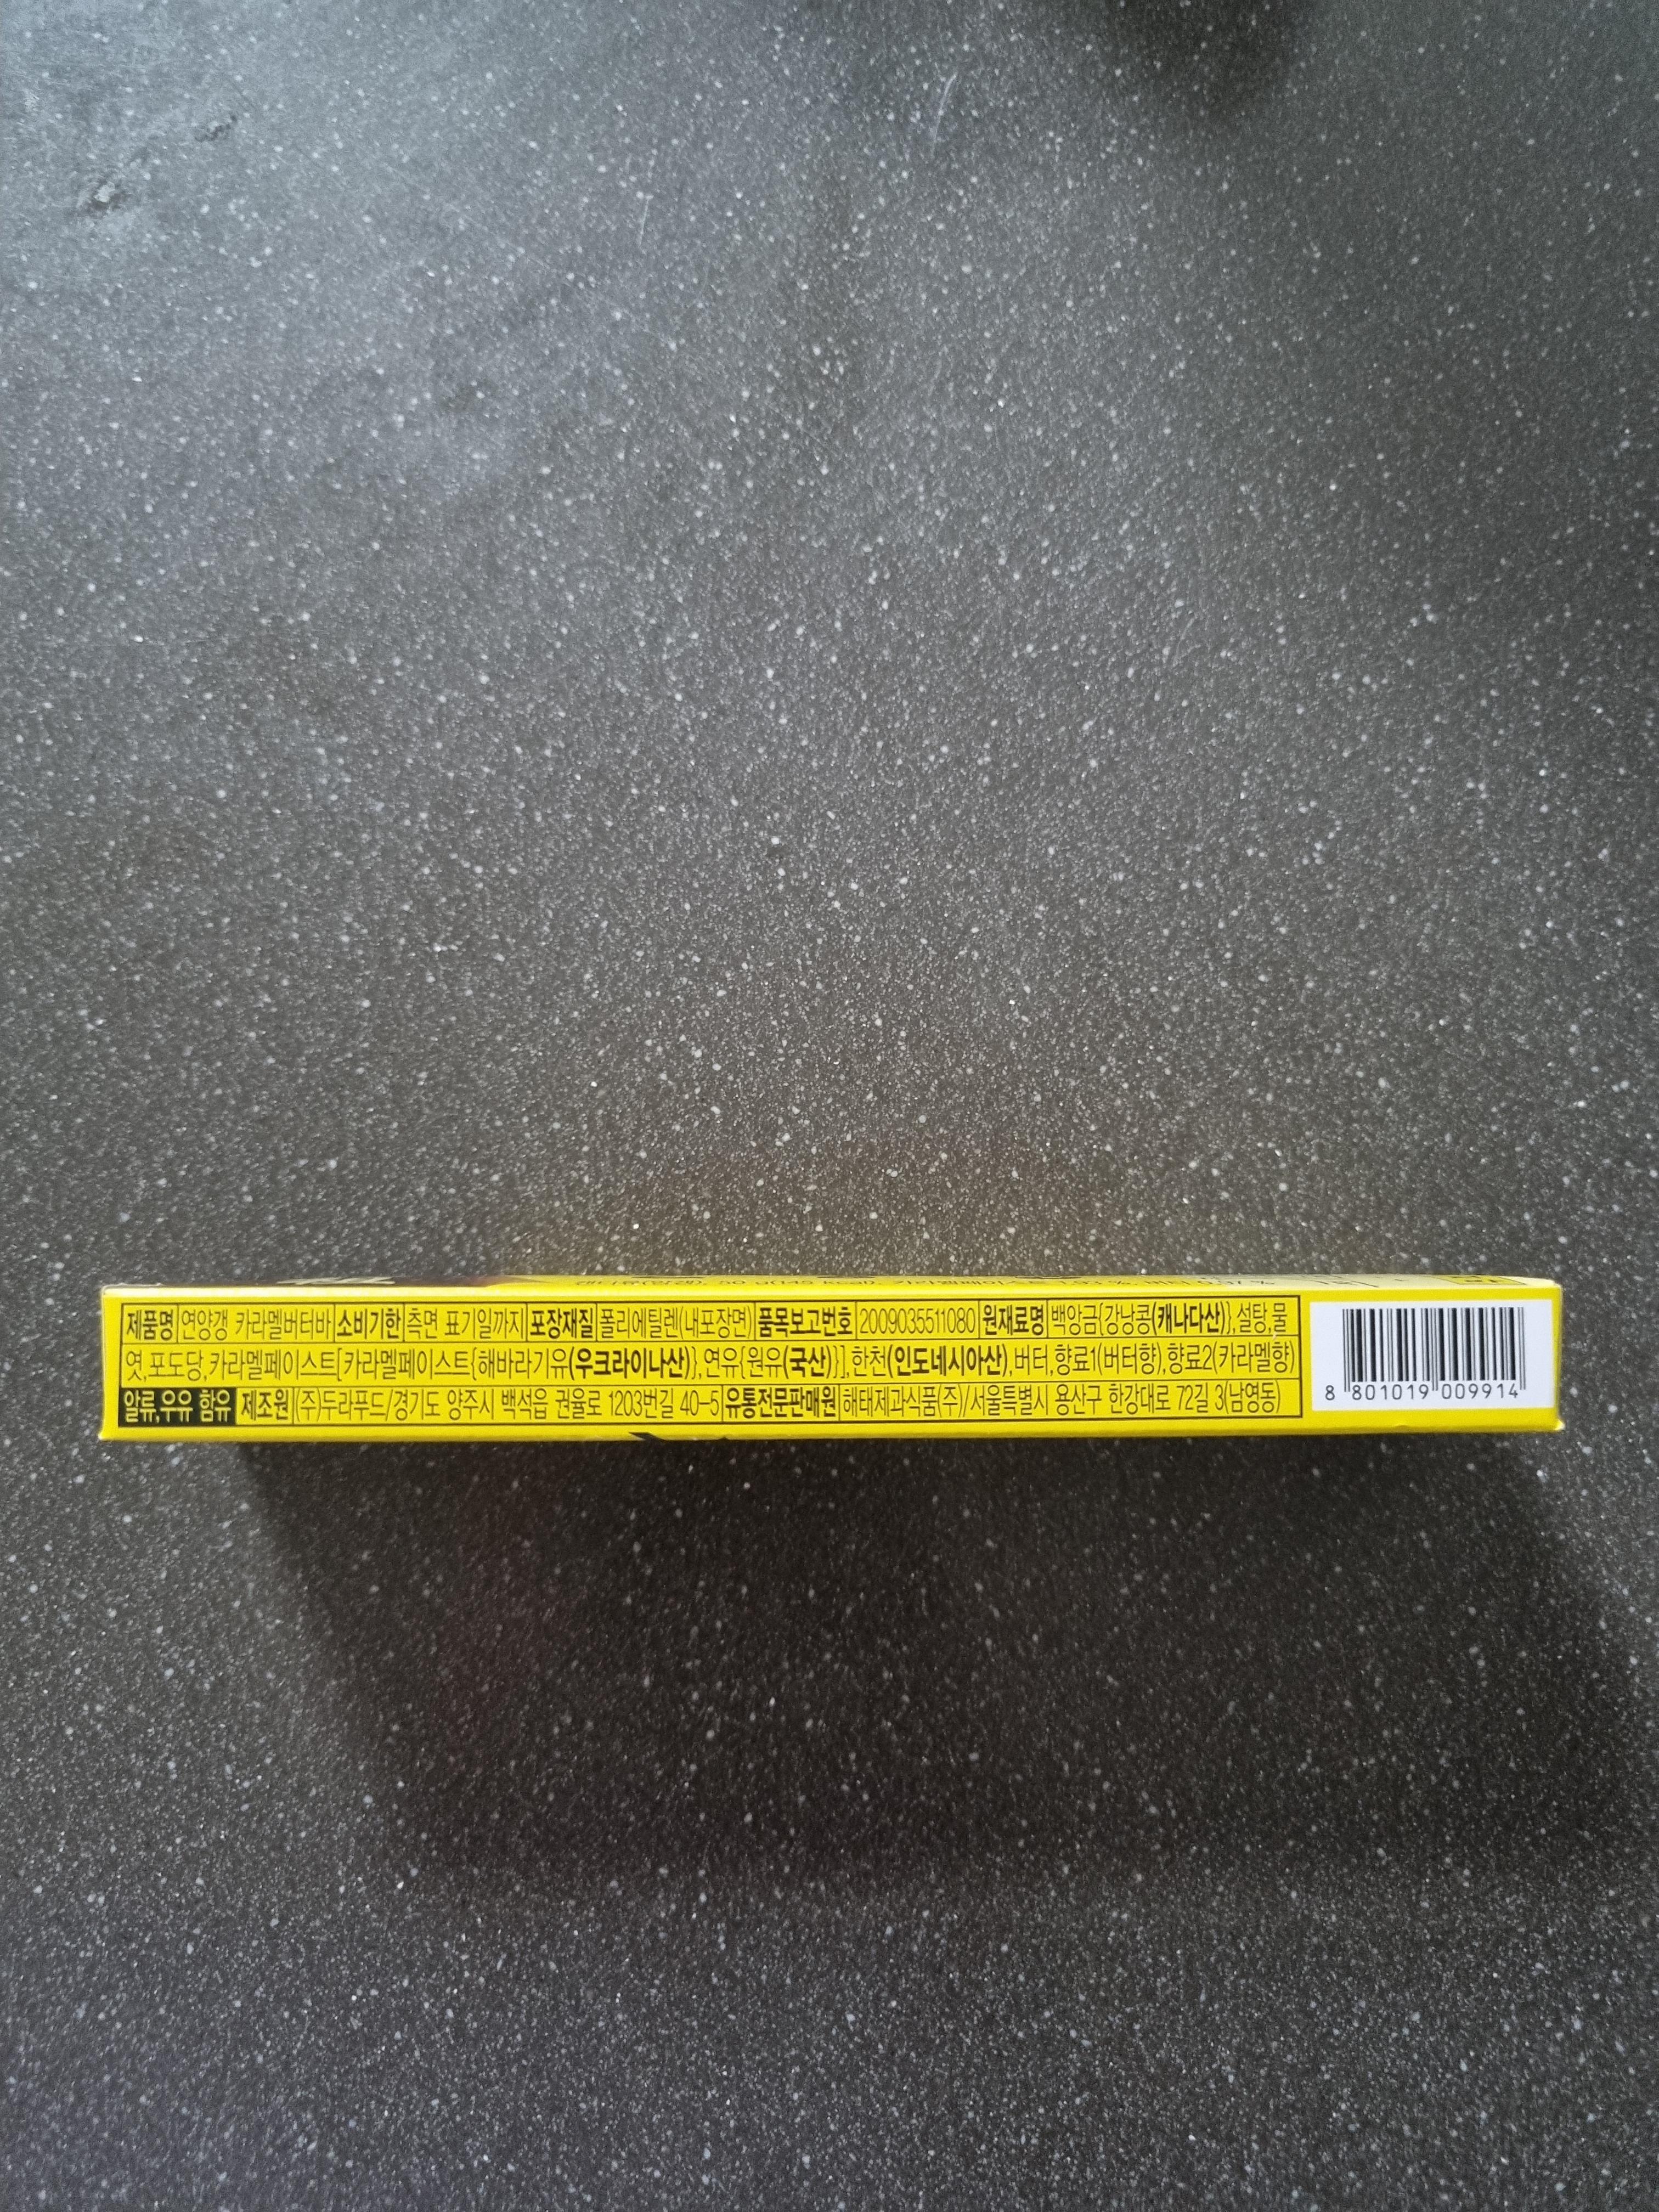 제품명 연양갱 카라멜버터바 소비기한 측면 표기일까지 포장재질 폴리에틸렌(내포장면) 품목보고번호 2009035511080 원재료명 백앙금{강낭콩(캐나다산)},설탕,물
엿,포도당,카라멜페이스트[카라멜페이스트{해바라기유(우크라이나산)},연유{원유(국산)}],한천(인도네시아산),버터,향료1(버터향),향료2(카라멜향)
알류,우유 함유 제조원 (주)두라푸드/경기도 양주시 백석읍 권율로 1203번길 40-5 유통전문판매원 해태제과식품(주)/서울특별시 용산구 한강대로 72길 3(남영동)
8 801019 009914